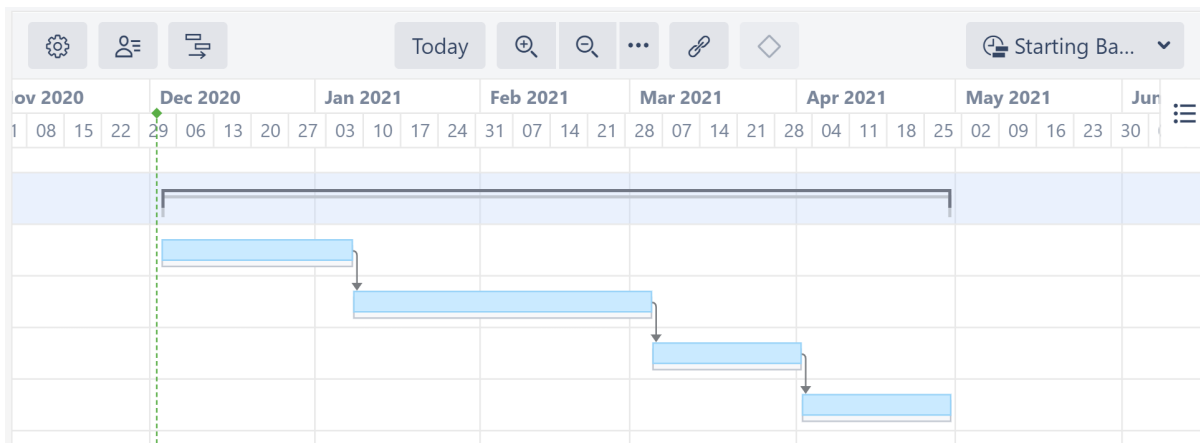 Today
Starting Ba...
ov 2020 Dec 2020 Jan 2021 Feb 2021 Mar 2021 Apr 2021 May 2021 Jun
1 08 15 22 29 06 13 20 27 03 10 17 24 31 07 14 21 28 07 14 21 28 04 11 18 25 02 09 16 23 30